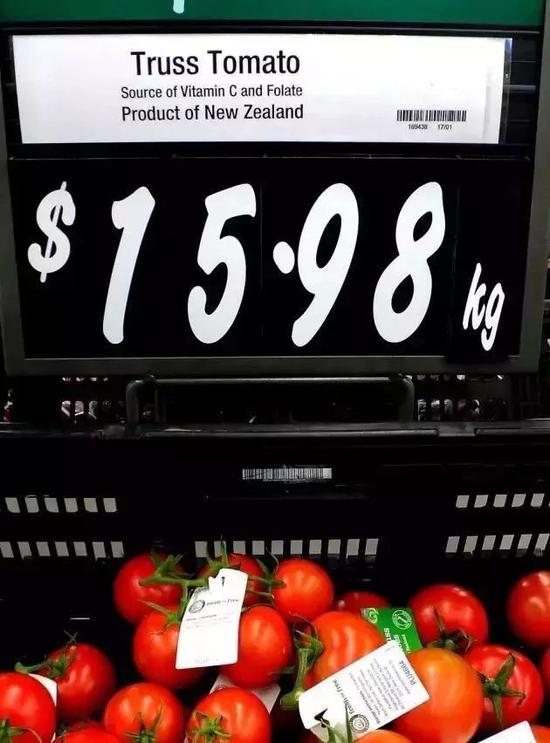 Truss Tomato
Source of Vitamin C and Folate
Product of New Zealand
169438 17/01
$15.98 kg